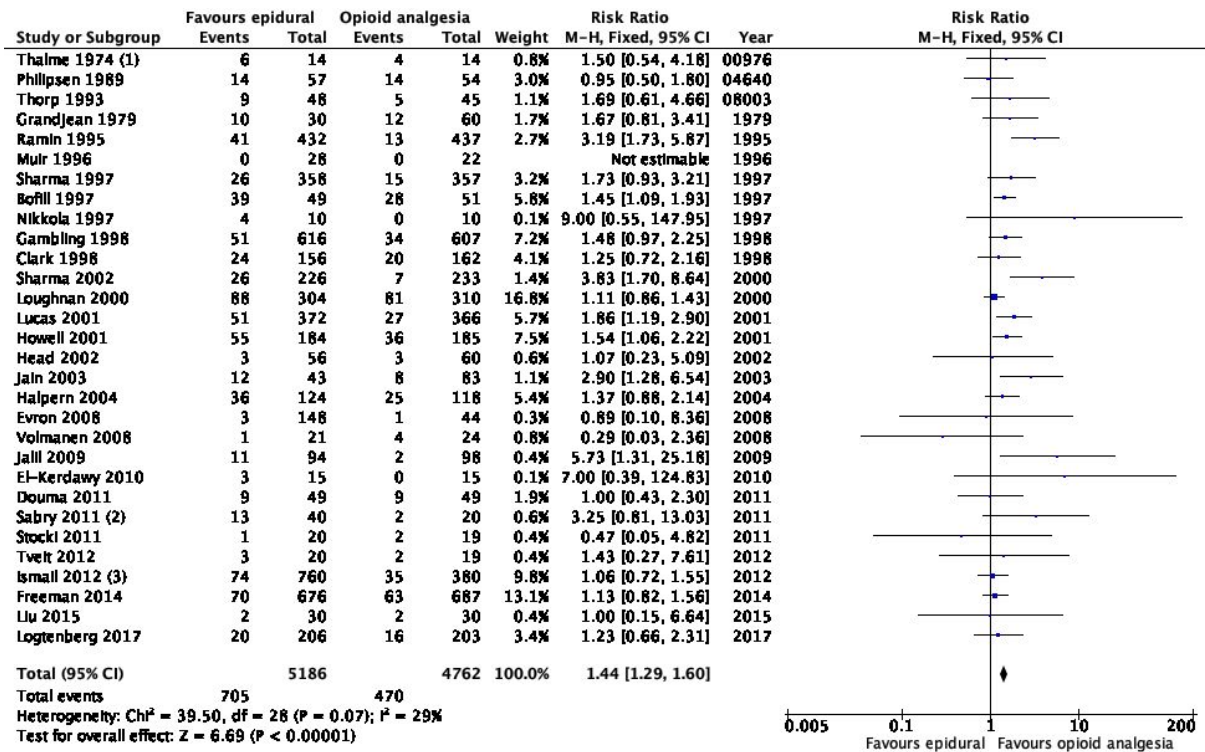 Favours epidural Opioid analgesia Risk Ratio Risk Ratio
Study or Subgroup Events Total Events Total Weight M-H, Fixed, 95% CI Year M-H, Fixed, 95% CI
Thalme 1974 (1) 6 14 4 14 0.8% 1.50 [0.54, 4.18] 00976
Philipsen 1989 14 57 14 54 3.0% 0.95 [0.50, 1.80] 04640
Thorp 1993 9 48 5 45 1.1% 1.69 [0.61, 4.66] 08003
Grandjean 1979 10 30 12 60 1.7% 1.67 [0.81, 3.41] 1979
Ramin 1995 41 432 13 437 2.7% 3.19 [1.73, 5.87] 1995
Muir 1996 0 28 0 22 Not estimable 1996
Sharma 1997 26 358 15 357 3.2% 1.73 [0.93, 3.21] 1997
Bofill 1997 39 49 28 51 5.8% 1.45 [1.09, 1.93] 1997
Nikkola 1997 4 10 0 10 0.1% 9.00 [0.55, 147.95] 1997
Gambling 1998 51 616 34 607 7.2% 1.48 [0.97, 2.25] 1998
Clark 1998 24 156 20 162 4.1% 1.25 [0.72, 2.16] 1998
Sharma 2002 26 226 7 233 1.4% 3.83 [1.70, 8.64] 2000
Loughnan 2000 88 304 81 310 16.8% 1.11 [0.86, 1.43] 2000
Lucas 2001 51 372 27 366 5.7% 1.86 [1.19, 2.90] 2001
Howell 2001 55 184 36 185 7.5% 1.54 [1.06, 2.22] 2001
Head 2002 3 56 3 60 0.6% 1.07 [0.23, 5.09] 2002
Jain 2003 12 43 8 83 1.1% 2.90 [1.28, 6.54] 2003
Halpern 2004 36 124 25 118 5.4% 1.37 [0.88, 2.14] 2004
Evron 2008 3 148 1 44 0.3% 0.89 [0.10, 8.36] 2008
Volmanen 2008 1 21 4 24 0.8% 0.29 [0.03, 2.36] 2008
Jalil 2009 11 94 2 98 0.4% 5.73 [1.31, 25.18] 2009
El-Kerdawy 2010 3 15 0 15 0.1% 7.00 [0.39, 124.83] 2010
Douma 2011 9 49 9 49 1.9% 1.00 [0.43, 2.30] 2011
Sabry 2011 (2) 13 40 2 20 0.6% 3.25 [0.81, 13.03] 2011
Stocki 2011 1 20 2 19 0.4% 0.47 [0.05, 4.82] 2011
Tveit 2012 3 20 2 19 0.4% 1.43 [0.27, 7.61] 2012
Ismail 2012 (3) 74 760 35 380 9.8% 1.06 [0.72, 1.55] 2012
Freeman 2014 70 676 63 687 13.1% 1.13 [0.82, 1.56] 2014
Liu 2015 2 30 2 30 0.4% 1.00 [0.15, 6.64] 2015
Logtenberg 2017 20 206 16 203 3.4% 1.23 [0.66, 2.31] 2017
Total (95% CI) 5186 4762 100.0% 1.44 [1.29, 1.60]
Total events 705 470
Heterogeneity: Chi² = 39.50, df = 28 (P = 0.07); I² = 29%
Test for overall effect: Z = 6.69 (P < 0.00001)
0.005 0.1 1 10 200
Favours epidural Favours opioid analgesia